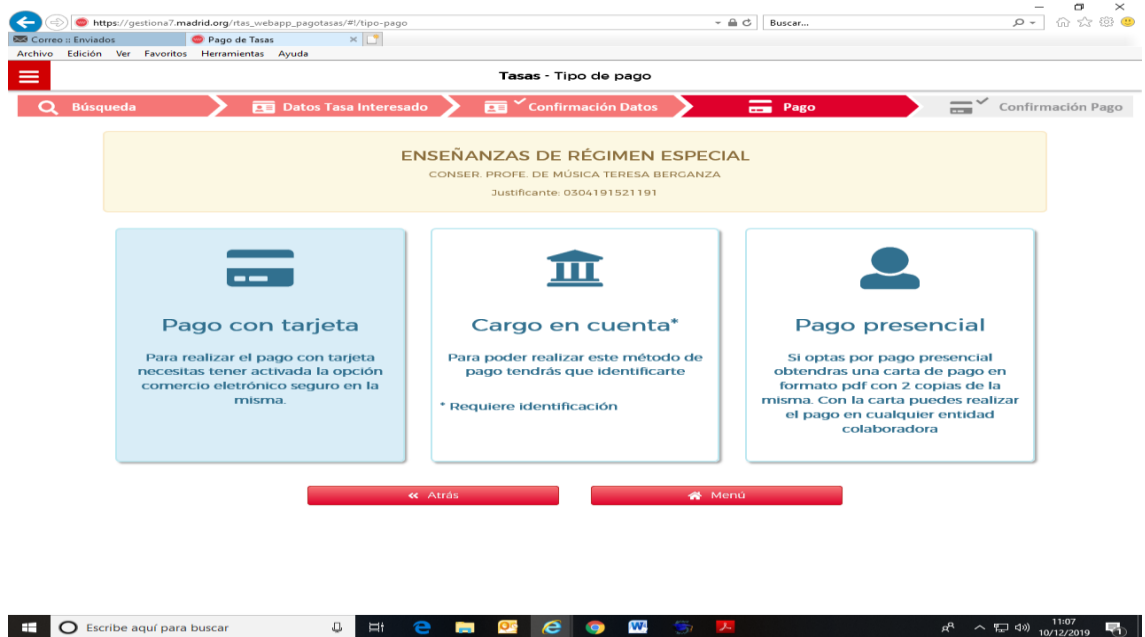 https://gestiona7.madrid.org/rtas_webapp_pagotasas/#!/tipo-pago
Buscar...
Correo :: Enviados
Pago de Tasas
Archivo Edición Ver Favoritos Herramientas Ayuda
Tasas - Tipo de pago
Búsqueda
Datos Tasa Interesado
Confirmación Datos
Pago
Confirmación Pago
ENSEÑANZAS DE RÉGIMEN ESPECIAL
CONSER. PROFE. DE MÚSICA TERESA BERGANZA
Justificante: 0304191521191
Pago con tarjeta
Para realizar el pago con tarjeta
necesitas tener activada la opción
comercio eletrónico seguro en la
misma.
Cargo en cuenta*
Para poder realizar este método de
pago tendrás que identificarte
* Requiere identificación
Pago presencial
Si optas por pago presencial
obtendras una carta de pago en
formato pdf con 2 copias de la
misma. Con la carta puedes realizar
el pago en cualquier entidad
colaboradora
Atrás
Menú
Escribe aquí para buscar
11:07
10/12/2019